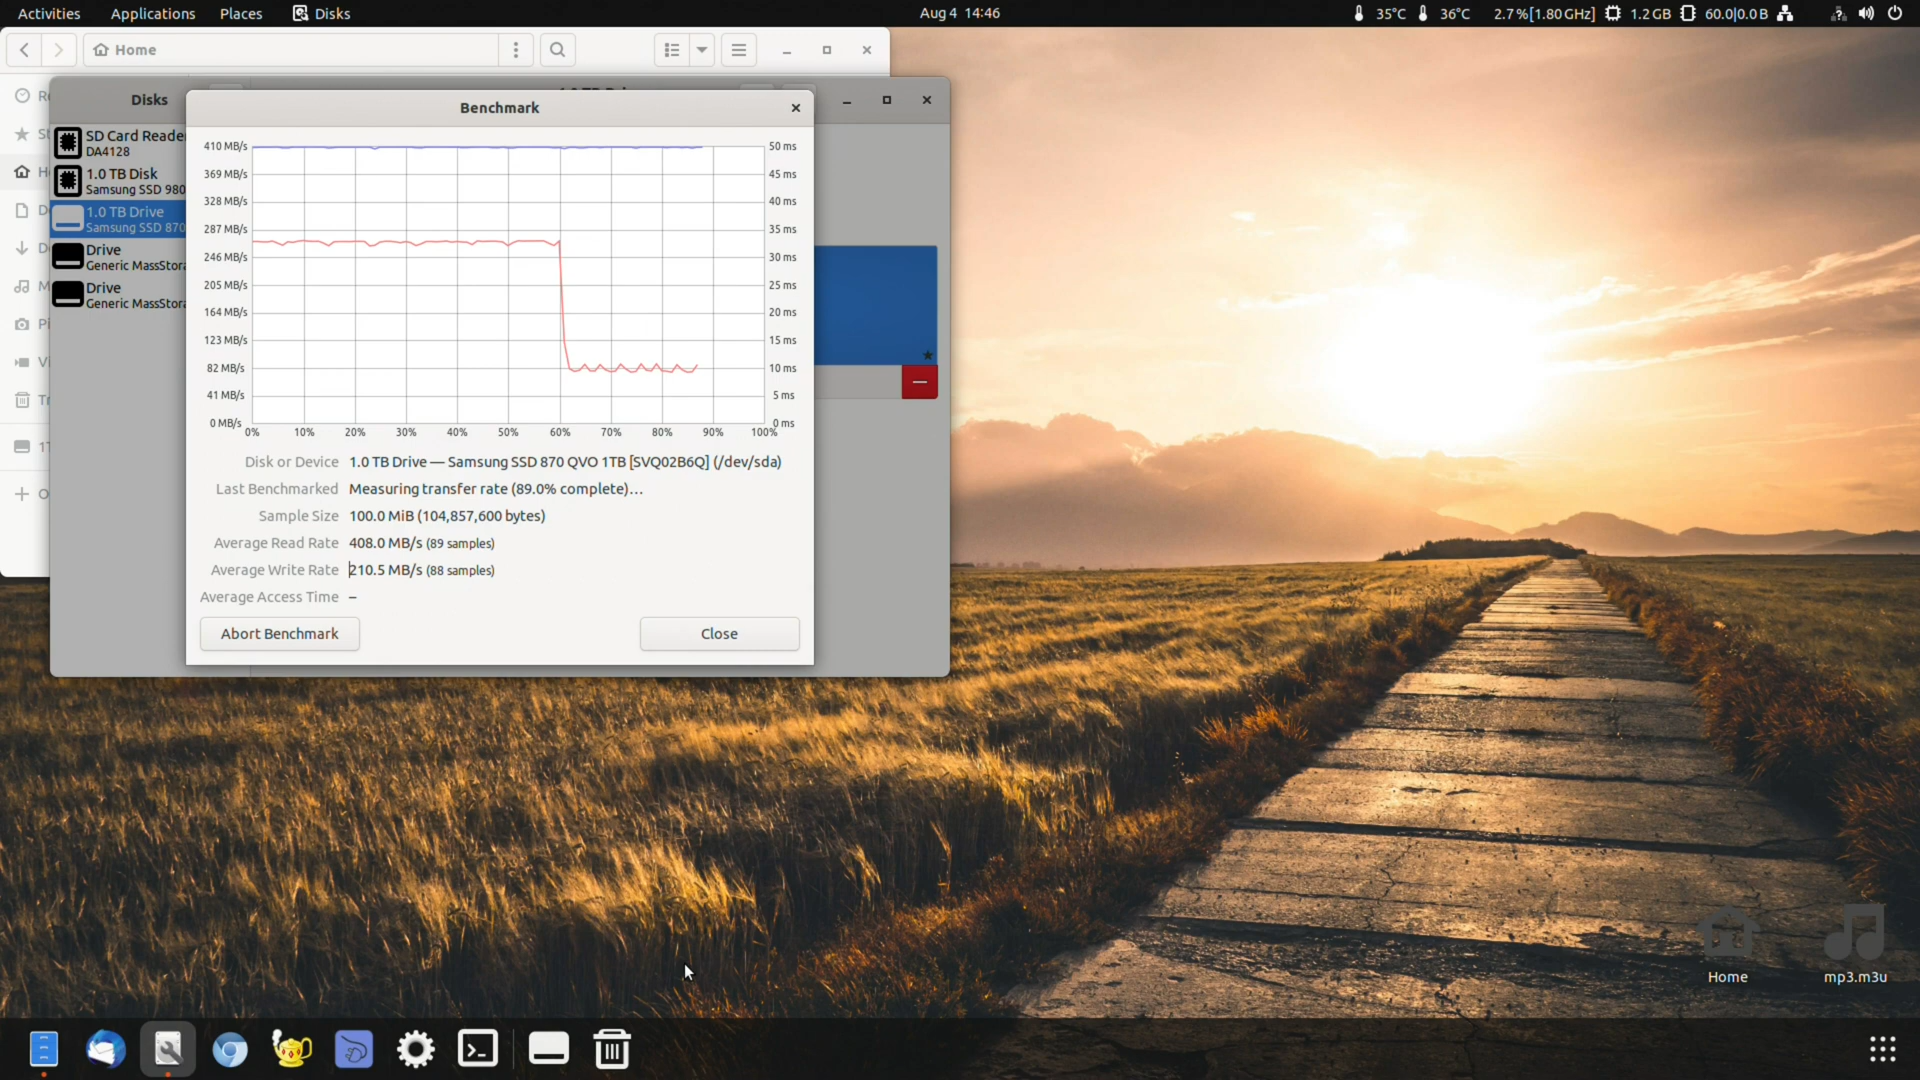 Activities Applications Places Disks Aug 4 14:46 35°C 36°C 2.7%[1.80 GHz] 1.2GB 60.0|0.0B
Home
Disks
Benchmark
SD Card Reade
DA4128
1.0 TB Disk
Samsung SSD 980
1.0 TB Drive
Samsung SSD 870
Drive
Generic MassStora
Drive
Generic MassStora
410 MB/s 50 ms
369 MB/s 45 ms
328 MB/s 40 ms
287 MB/s 35 ms
246 MB/s 30 ms
205 MB/s 25 ms
164 MB/s 20 ms
123 MB/s 15 ms
82 MB/s 10 ms
41 MB/s 5 ms
0 MB/s 0 ms
0% 10% 20% 30% 40% 50% 60% 70% 80% 90% 100%
Disk or Device 1.0 TB Drive — Samsung SSD 870 QVO 1TB [SVQ02B6Q] (/dev/sda)
Last Benchmarked Measuring transfer rate (89.0% complete)…
Sample Size 100.0 MiB (104,857,600 bytes)
Average Read Rate 408.0 MB/s (89 samples)
Average Write Rate 210.5 MB/s (88 samples)
Average Access Time –
Abort Benchmark Close
Home mp3.m3u